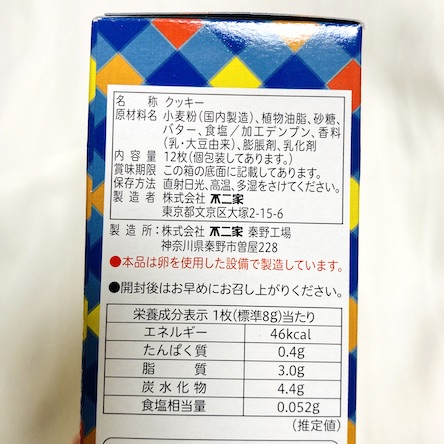 名 称 クッキー
原材料名 小麦粉(国内製造)、植物油脂、砂糖、
バター、食塩/加工デンプン、香料
(乳・大豆由来)、膨脹剤、乳化剤
内 容 量 12枚(個包装してあります。)
賞味期限 この箱の底面に記載してあります。
保存方法 直射日光、高温、多湿をさけてください。
製 造 者 株式会社 不二家
東京都文京区大塚2-15-6
製 造 所:株式会社 不二家 秦野工場
神奈川県秦野市曽屋228
●本品は卵を使用した設備で製造しています。
●開封後はお早めにお召し上がりください。
栄養成分表示 1枚(標準8g)当たり
エネルギー 46kcal
たんぱく質 0.4g
脂 質 3.0g
炭水化物 4.4g
食塩相当量 0.052g
(推定値)